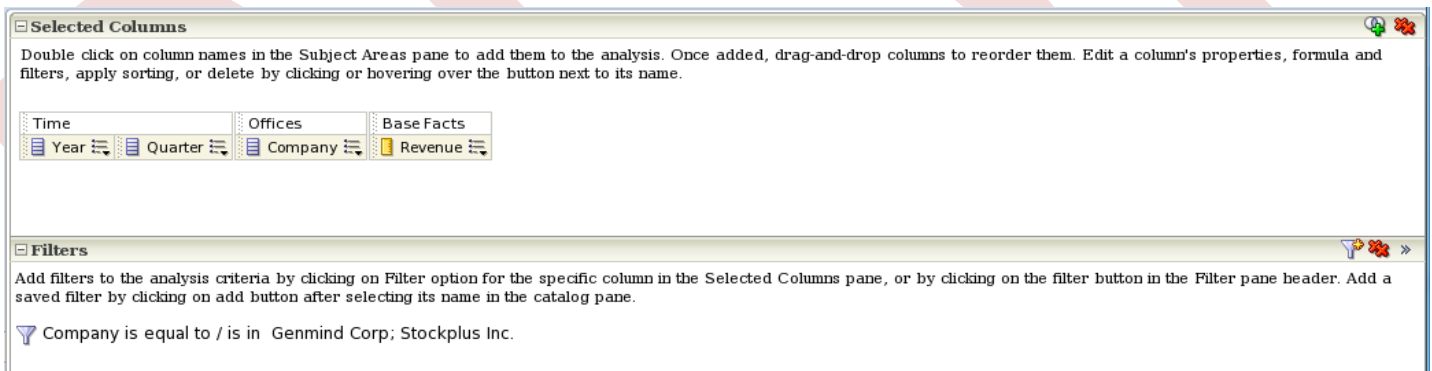 Selected Columns
Double click on column names in the Subject Areas pane to add them to the analysis. Once added, drag-and-drop columns to reorder them. Edit a column's properties, formula and
filters, apply sorting, or delete by clicking or hovering over the button next to its name.
Time Offices Base Facts
Year Quarter Company Revenue
Filters
Add filters to the analysis criteria by clicking on Filter option for the specific column in the Selected Columns pane, or by clicking on the filter button in the Filter pane header. Add a
saved filter by clicking on add button after selecting its name in the catalog pane.
Company is equal to / is in Genmind Corp; Stockplus Inc.